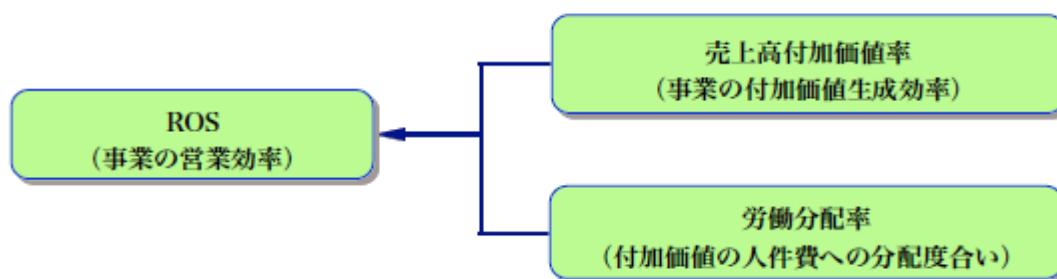 売上高付加価値率
（事業の付加価値生成効率）
ROS
（事業の営業効率）
労働分配率
（付加価値の人件費への分配度合い）